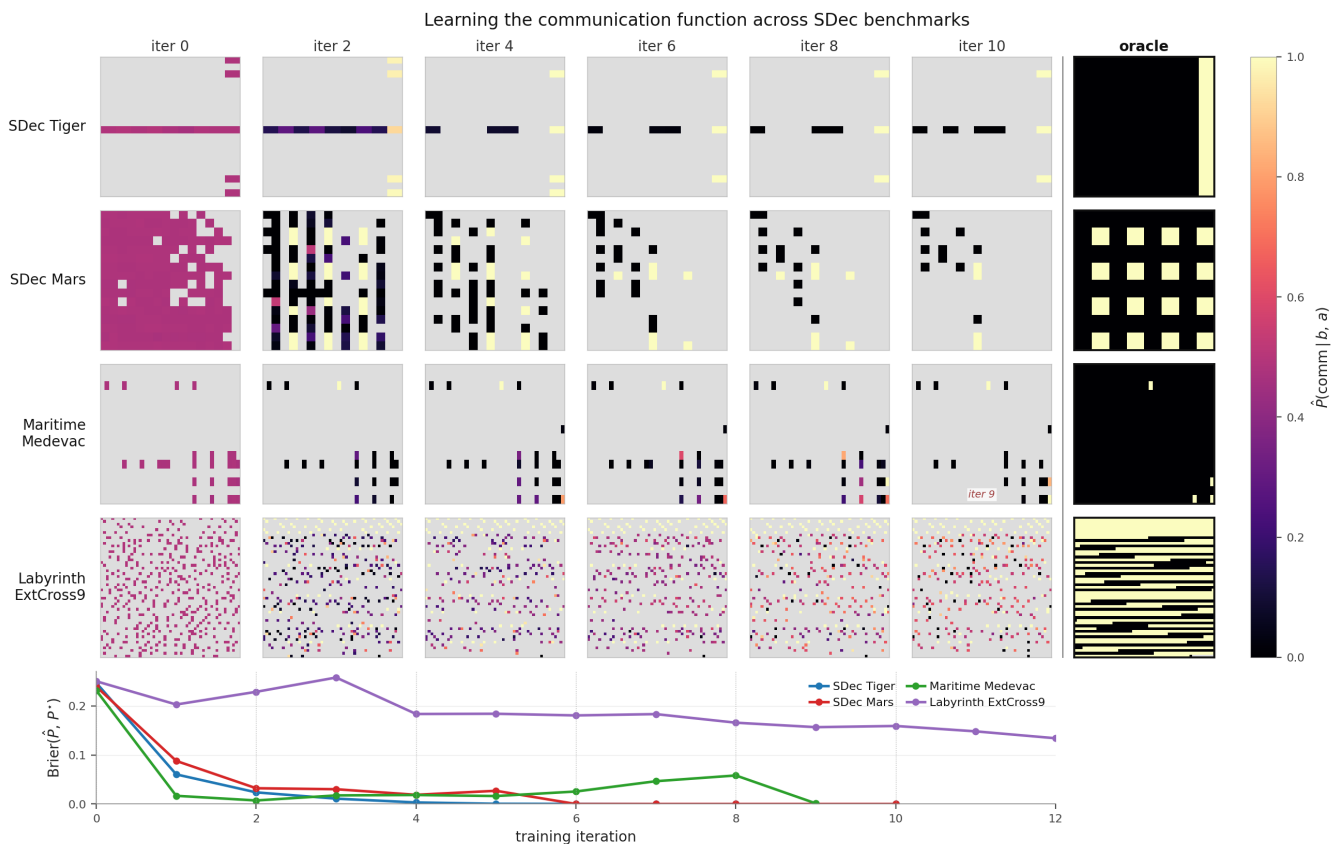 Learning the communication function across SDec benchmarks
iter 0 iter 2 iter 4 iter 6 iter 8 iter 10 oracle
SDec Tiger
SDec Mars
Maritime
Medevac
iter 9
Labyrinth
ExtCross9
1.0
0.8
0.6
0.4
0.2
0.0
P̂(comm | b, a)
SDec Tiger
SDec Mars
Maritime Medevac
Labyrinth ExtCross9
Brier(P̂, P*)
0.2
0.1
0.0
0 2 4 6 8 10 12
training iteration